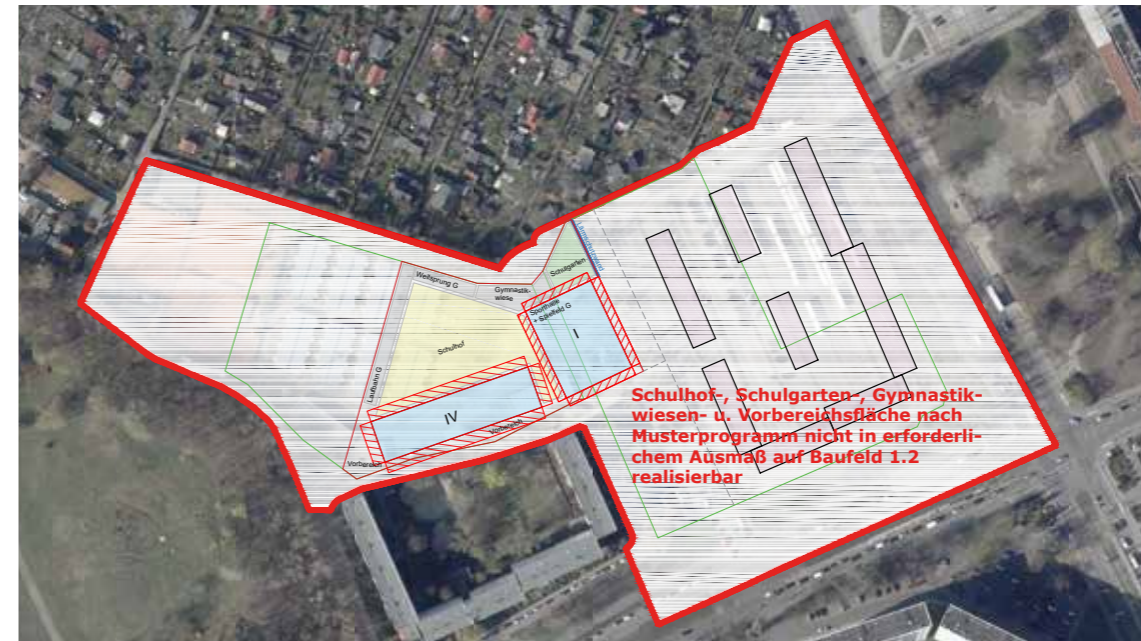 Weitsprung G
Gymnastik-
wiese
Schulgarten
Lärmschutzwand
Sporthalle
+ Spielfeld G
I
Schulhof
Laufbahn G
IV
Vorbereich
Vorbereich
Schulhof-, Schulgarten-, Gymnastik-
wiesen- u. Vorbereichsfläche nach
Musterprogramm nicht in erforderli-
chem Ausmaß auf Baufeld 1.2
realisierbar